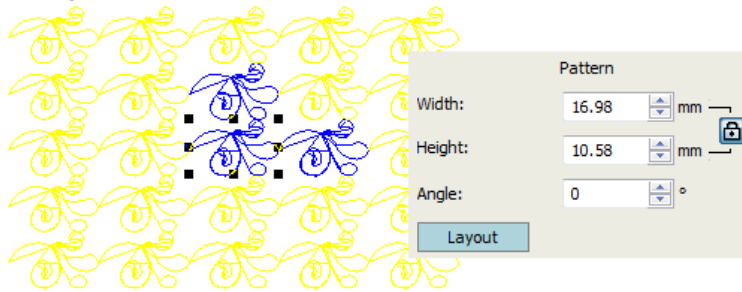 Pattern
Width: 16.98 mm
Height: 10.58 mm
Angle: 0 °
Layout